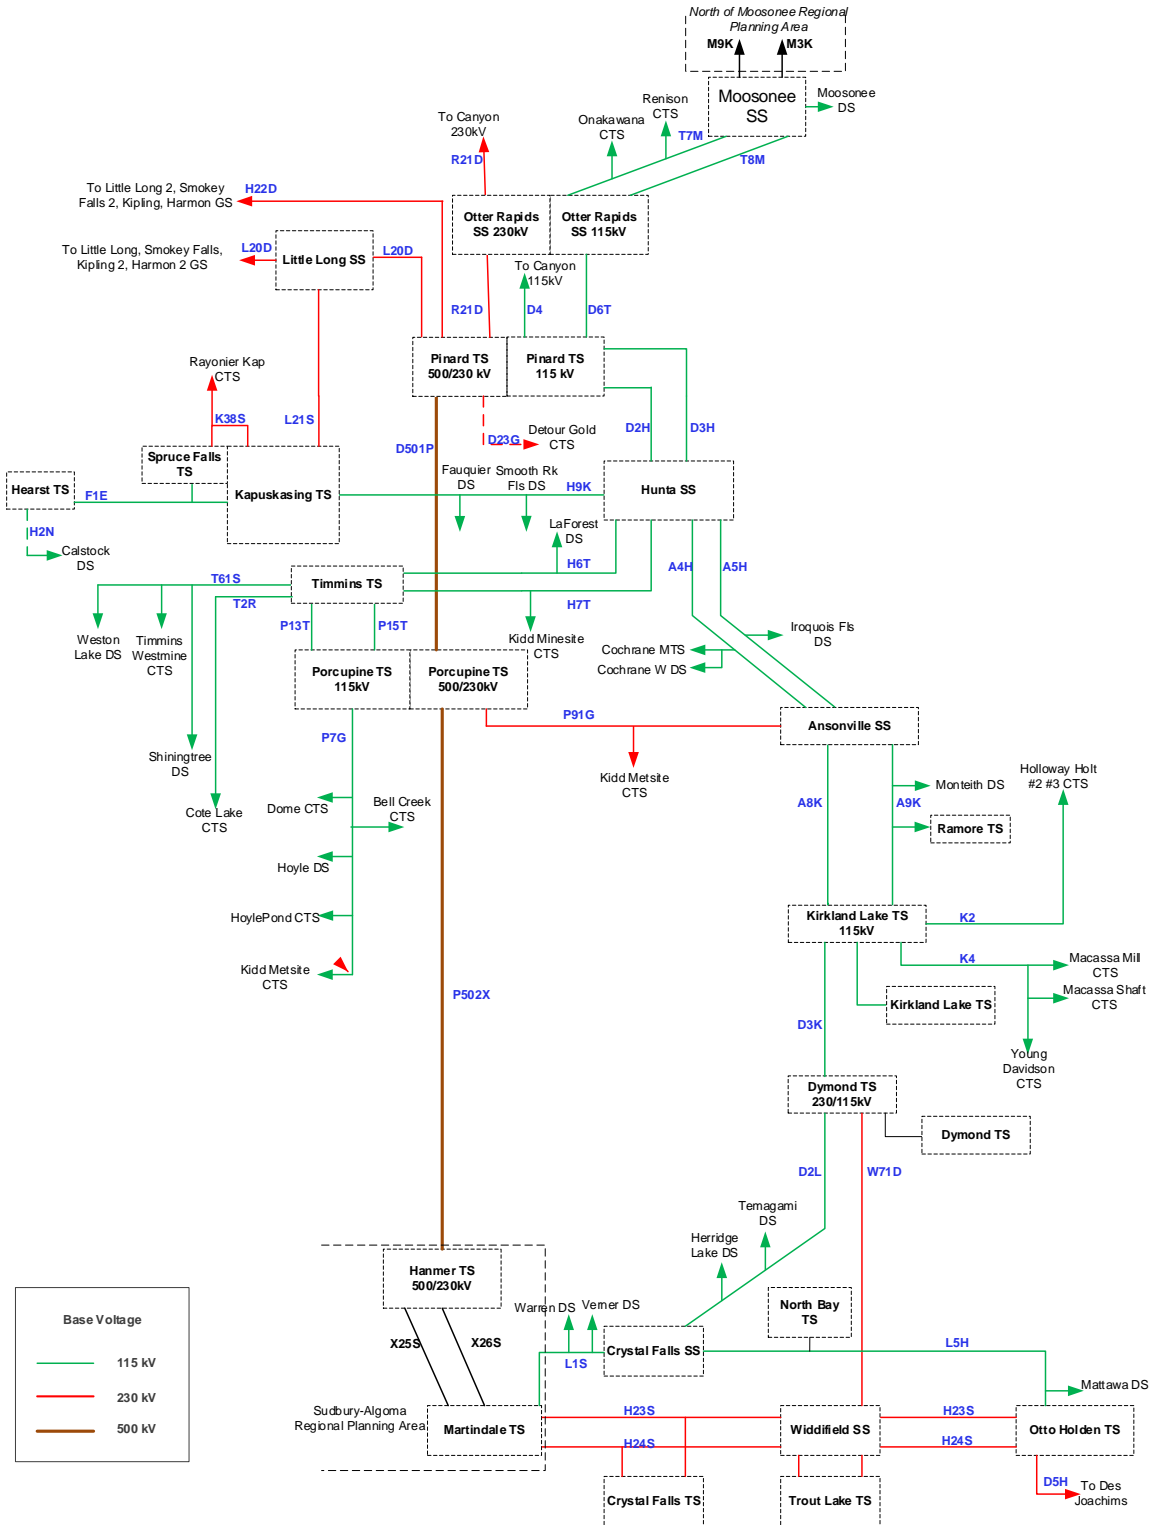 North of Moosonee Regional
Planning Area
M9K
M3K
Moosonee
SS
Moosonee
DS
Renison
CTS
Onakawana
CTS
T7M
T8M
To Canyon
230kV
R21D
To Little Long 2, Smokey
Falls 2, Kipling, Harmon GS
H22D
Otter Rapids
SS 230kV
Otter Rapids
SS 115kV
To Little Long, Smokey Falls,
Kipling 2, Harmon 2 GS
L20D
Little Long SS
L20D
To Canyon
115kV
R21D
D4
D6T
Pinard TS
500/230 kV
Pinard TS
115 kV
Rayonier Kap
CTS
K38S
L21S
D501P
D23G
Detour Gold
CTS
D2H
D3H
Spruce Falls
TS
Hearst TS
F1E
Kapuskasing TS
Fauquier
DS
Smooth Rk
Fls DS
H9K
Hunta SS
H2N
Calstock
DS
LaForest
DS
H6T
A4H
A5H
T61S
T2R
Timmins TS
H7T
Weston
Lake DS
Timmins
Westmine
CTS
P13T
P15T
Kidd Minesite
CTS
Iroquois Fls
DS
Cochrane MTS
Cochrane W DS
Porcupine TS
115kV
Porcupine TS
500/230kV
P91G
Ansonville SS
P7G
Shiningtree
DS
Kidd Metsite
CTS
Cote Lake
CTS
Dome CTS
Bell Creek
CTS
Hoyle DS
HoylePond CTS
Kidd Metsite
CTS
A8K
A9K
Monteith DS
Ramore TS
Holloway Holt
#2 #3 CTS
Kirkland Lake TS
115kV
K2
K4
Macassa Mill
CTS
Macassa Shaft
CTS
Kirkland Lake TS
Young
Davidson
CTS
P502X
D3K
Dymond TS
230/115kV
Dymond TS
D2L
W71D
Temagami
DS
Herridge
Lake DS
Hanmer TS
500/230kV
Warren DS
Verner DS
North Bay
TS
X25S
X26S
L1S
Crystal Falls SS
L5H
Mattawa DS
Sudbury-Algoma
Regional Planning Area
Martindale TS
H23S
H24S
Widdifield SS
H23S
H24S
Otto Holden TS
Crystal Falls TS
Trout Lake TS
D5H
To Des
Joachims
Base Voltage
115 kV
230 kV
500 kV